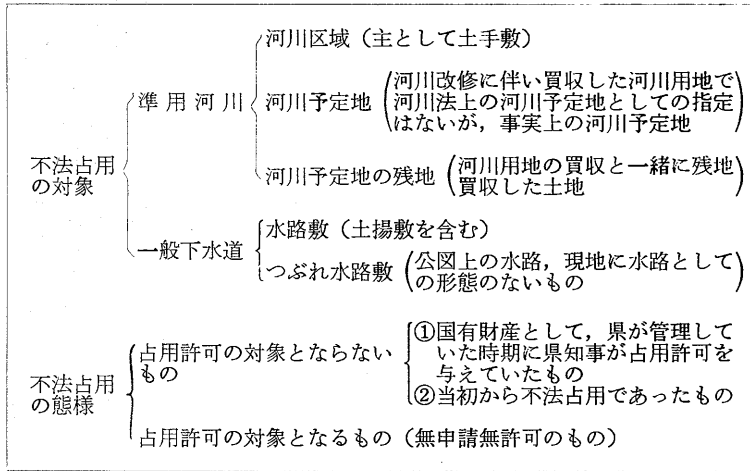 河川区域（主として土手敷）
準用河川
河川予定地
（河川改修に伴い買収した河川用地で
河川法上の河川予定地としての指定
はないが，事実上の河川予定地）
河川予定地の残地
（河川用地の買収と一緒に残地
買収した土地）
不法占用
の対象
一般下水道
水路敷（土揚敷を含む）
つぶれ水路敷
（公図上の水路，現地に水路として
の形態のないもの）
不法占用
の態様
占用許可の対象とならない
もの
①国有財産として，県が管理して
いた時期に県知事が占用許可を
与えていたもの
②当初から不法占用であったもの
占用許可の対象となるもの（無申請無許可のもの）